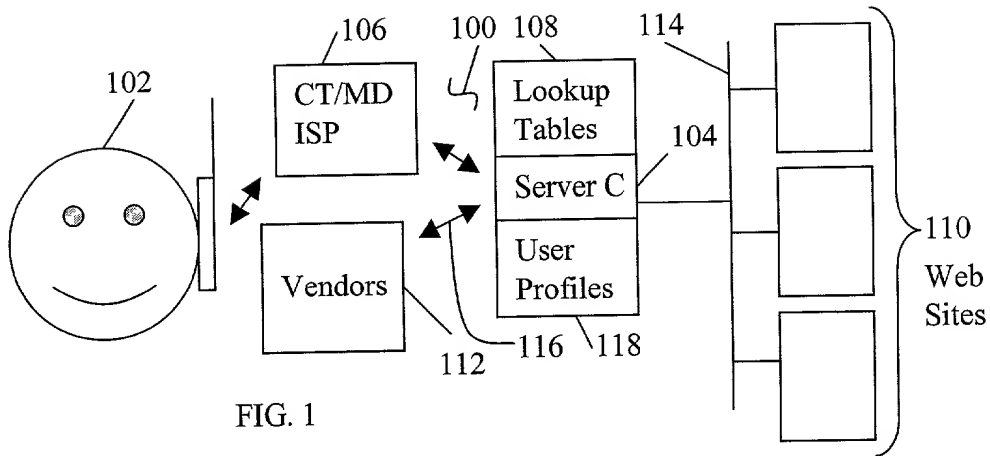 106
100
108
114
102
CT/MD
ISP
Lookup
Tables
104
Server C
110
Web
Sites
User
Profiles
Vendors
112
116
118
FIG. 1